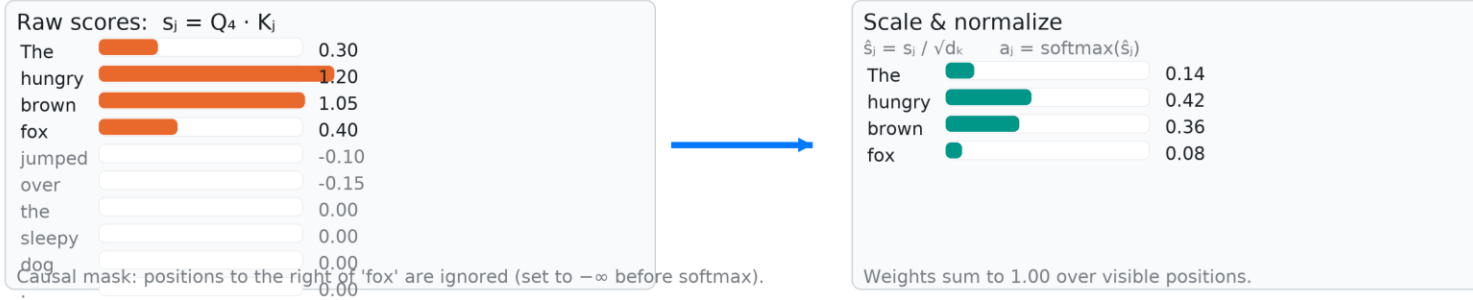 Raw scores: sⱼ = Q₄ · Kⱼ
The 0.30
hungry 1.20
brown 1.05
fox 0.40
jumped -0.10
over -0.15
the 0.00
sleepy 0.00
dog 0.00
. 0.00
Causal mask: positions to the right of 'fox' are ignored (set to −∞ before softmax).
Scale & normalize
ŝⱼ = sⱼ / √dₖ aⱼ = softmax(ŝⱼ)
The 0.14
hungry 0.42
brown 0.36
fox 0.08
Weights sum to 1.00 over visible positions.